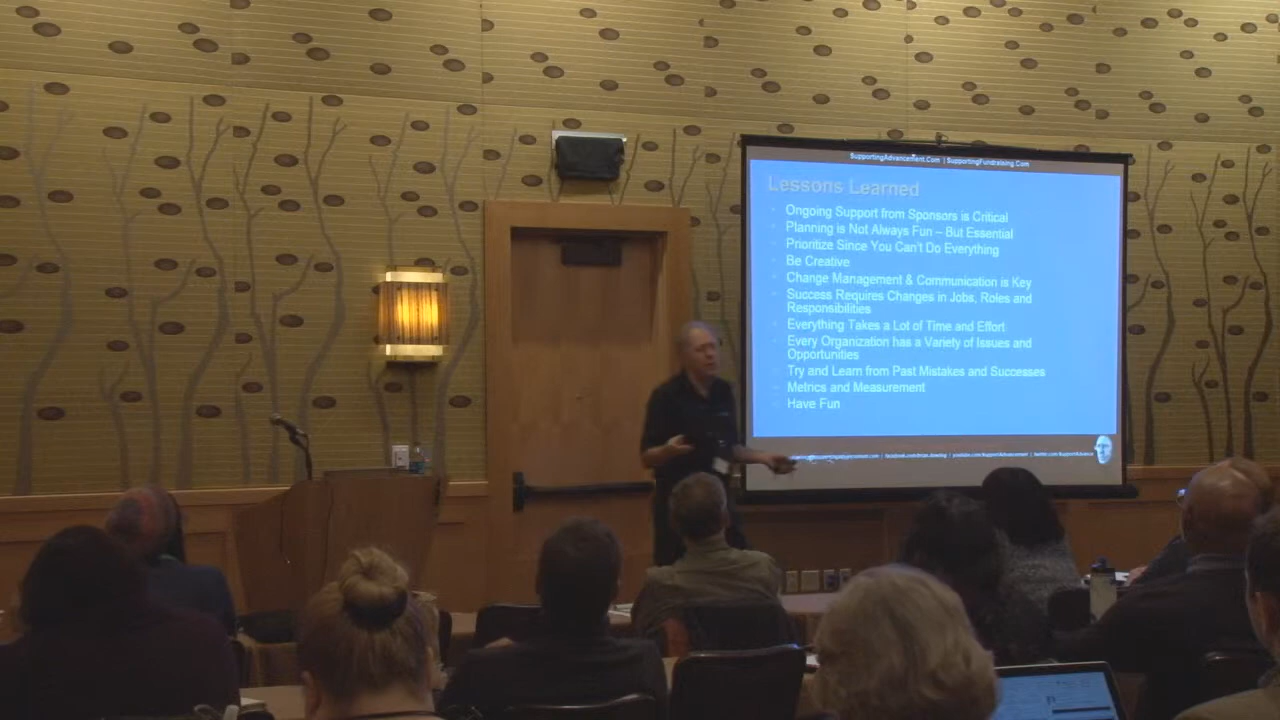 SupportingAdvancement.Com | SupportingFundraising.Com
Lessons Learned
Ongoing Support from Sponsors is Critical
Planning is Not Always Fun – But Essential
Prioritize Since You Can't Do Everything
Be Creative
Change Management & Communication is Key
Success Requires Changes in Jobs, Roles and
Responsibilities
Everything Takes a Lot of Time and Effort
Every Organization has a Variety of Issues and
Opportunities
Try and Learn from Past Mistakes and Successes
Metrics and Measurement
Have Fun